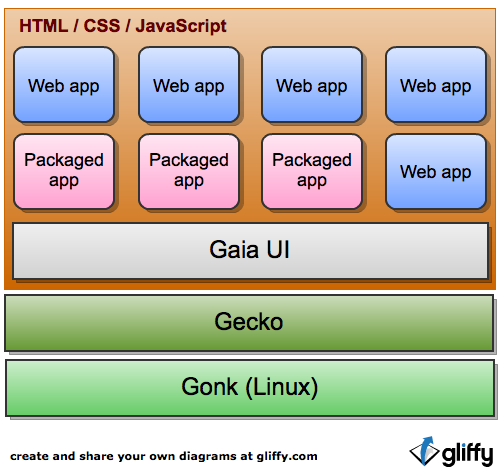 HTML / CSS / JavaScript
Web app
Web app
Web app
Web app
Packaged
app
Packaged
app
Packaged
app
Web app
Gaia UI
Gecko
Gonk (Linux)
create and share your own diagrams at gliffy.com
gliffy